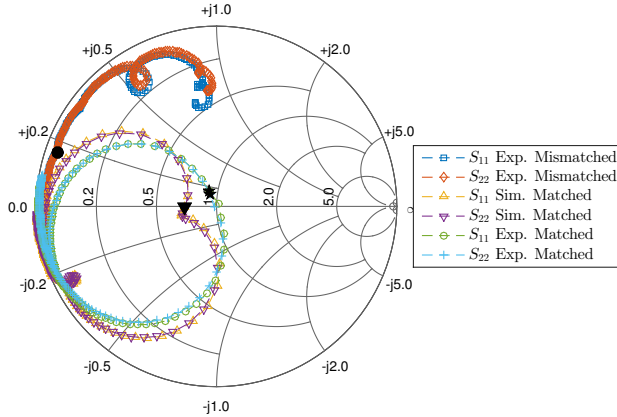 +j1.0
+j0.5
+j2.0
+j0.2
+j5.0
0.0
0.2
0.5
1.0
2.0
5.0
∞
-j0.2
-j5.0
-j0.5
-j2.0
-j1.0
S11 Exp. Mismatched
S22 Exp. Mismatched
S11 Sim. Matched
S22 Sim. Matched
S11 Exp. Matched
S22 Exp. Matched